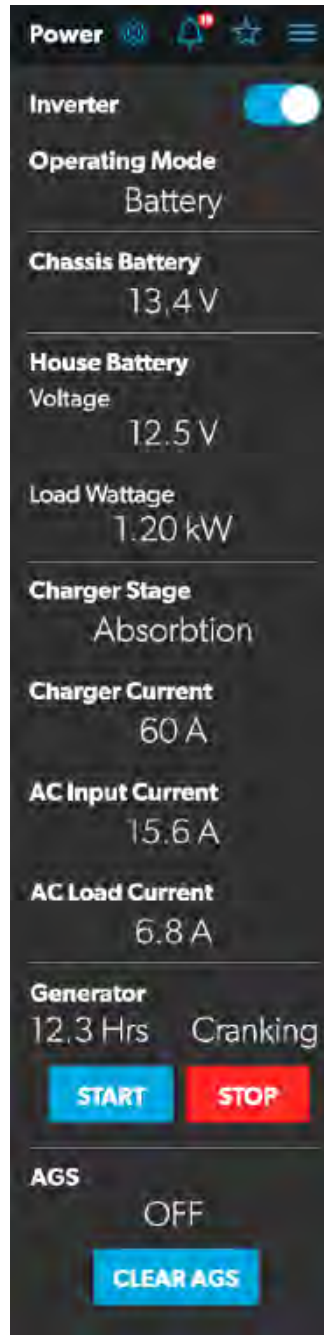 Power
Inverter
Operating Mode
Battery
Chassis Battery
13.4 V
House Battery
Voltage
12.5 V
Load Wattage
1.20 kW
Charger Stage
Absorbtion
Charger Current
60 A
AC Input Current
15.6 A
AC Load Current
6.8 A
Generator
12.3 Hrs Cranking
START STOP
AGS
OFF
CLEAR AGS